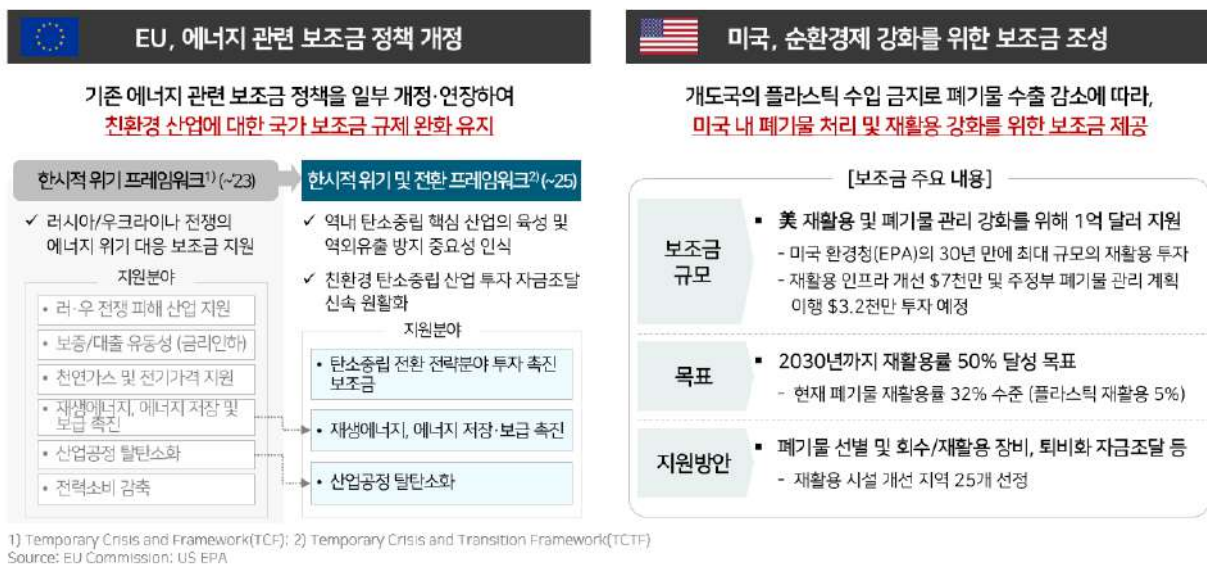 EU, 에너지 관련 보조금 정책 개정
기존 에너지 관련 보조금 정책을 일부 개정·연장하여
친환경 산업에 대한 국가 보조금 규제 완화 유지
한시적 위기 프레임워크1) (~'23)
✓ 러시아/우크라이나 전쟁의
에너지 위기 대응 보조금 지원
지원분야
• 러·우 전쟁 피해 산업 지원
• 보증/대출 유동성 (금리인하)
• 천연가스 및 전기가격 지원
• 재생에너지, 에너지 저장 및
보급 촉진
• 산업공정 탈탄소화
• 전력소비 감축
한시적 위기 및 전환 프레임워크2) (~25)
✓ 역내 탄소중립 핵심 산업의 육성 및
역외유출 방지 중요성 인식
✓ 친환경 탄소중립 산업 투자 자금조달
신속 원활화
지원분야
• 탄소중립 전환 전략분야 투자 촉진
보조금
• 재생에너지, 에너지 저장·보급 촉진
• 산업공정 탈탄소화
미국, 순환경제 강화를 위한 보조금 조성
개도국의 플라스틱 수입 금지로 폐기물 수출 감소에 따라,
미국 내 폐기물 처리 및 재활용 강화를 위한 보조금 제공
[보조금 주요 내용]
보조금
규모
▪ 美 재활용 및 폐기물 관리 강화를 위해 1억 달러 지원
- 미국 환경청(EPA)의 30년 만에 최대 규모의 재활용 투자
- 재활용 인프라 개선 $7천만 및 주정부 폐기물 관리 계획
이행 $3.2천만 투자 예정
목표
▪ 2030년까지 재활용률 50% 달성 목표
- 현재 폐기물 재활용률 32% 수준 (플라스틱 재활용 5%)
지원방안
▪ 폐기물 선별 및 회수/재활용 장비, 퇴비화 자금조달 등
- 재활용 시설 개선 지역 25개 선정
1) Temporary Crisis and Framework(TCF); 2) Temporary Crisis and Transition Framework(TCTF)
Source: EU Commission; US EPA